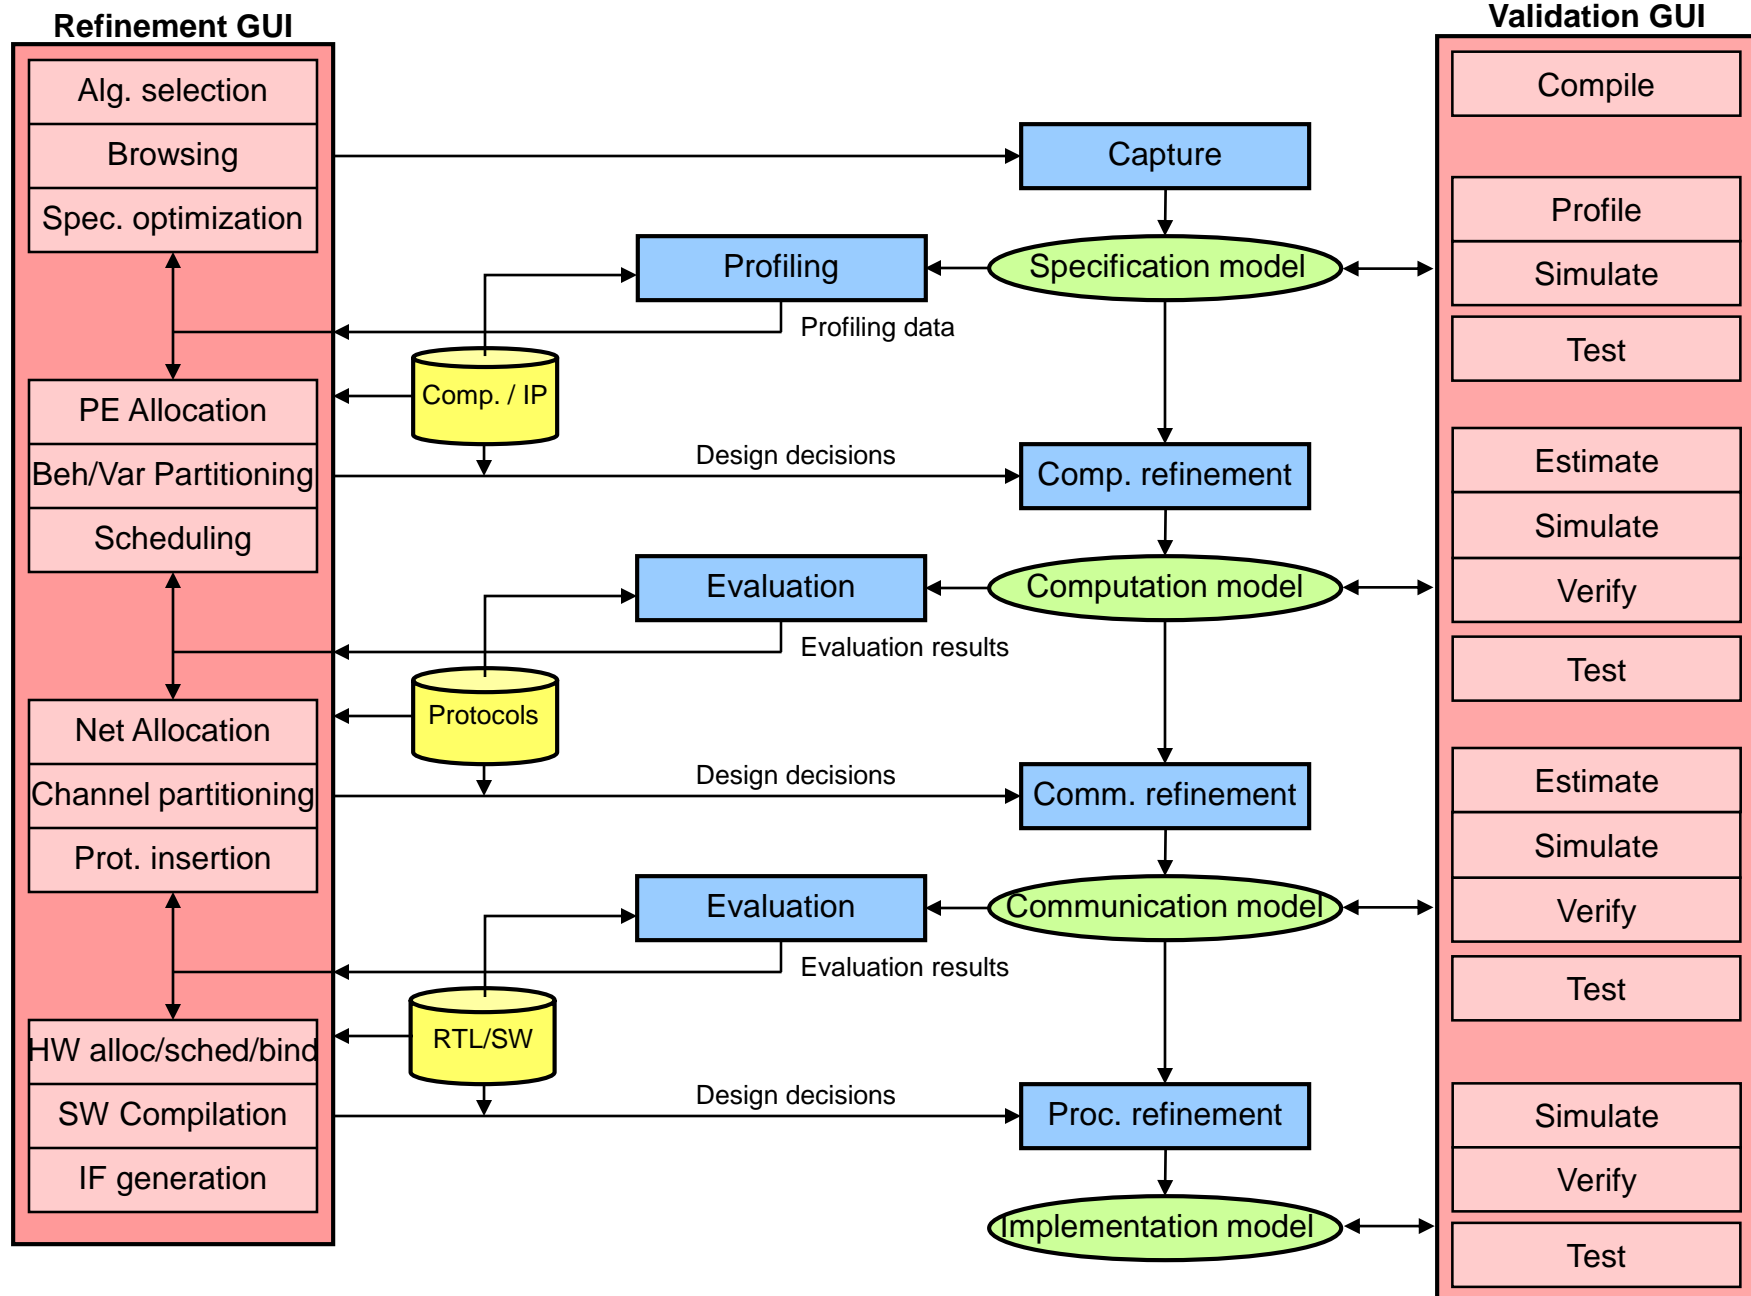 Refinement GUI
Validation GUI
Alg. selection
Browsing
Spec. optimization
PE Allocation
Beh/Var Partitioning
Scheduling
Net Allocation
Channel partitioning
Prot. insertion
HW alloc/sched/bind
SW Compilation
IF generation
Capture
Specification model
Profiling
Profiling data
Comp. / IP
Design decisions
Comp. refinement
Computation model
Evaluation
Evaluation results
Protocols
Design decisions
Comm. refinement
Communication model
Evaluation
Evaluation results
RTL/SW
Design decisions
Proc. refinement
Implementation model
Compile
Profile
Simulate
Test
Estimate
Simulate
Verify
Test
Estimate
Simulate
Verify
Test
Simulate
Verify
Test